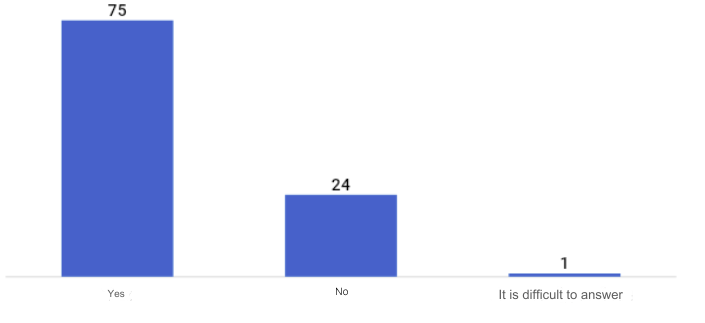 75
24
1
Yes
No
It is difficult to answer